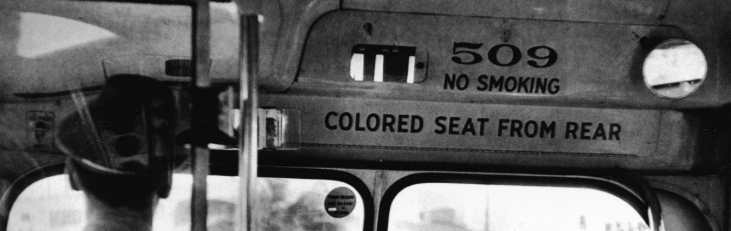 509
NO SMOKING
COLORED SEAT FROM REAR